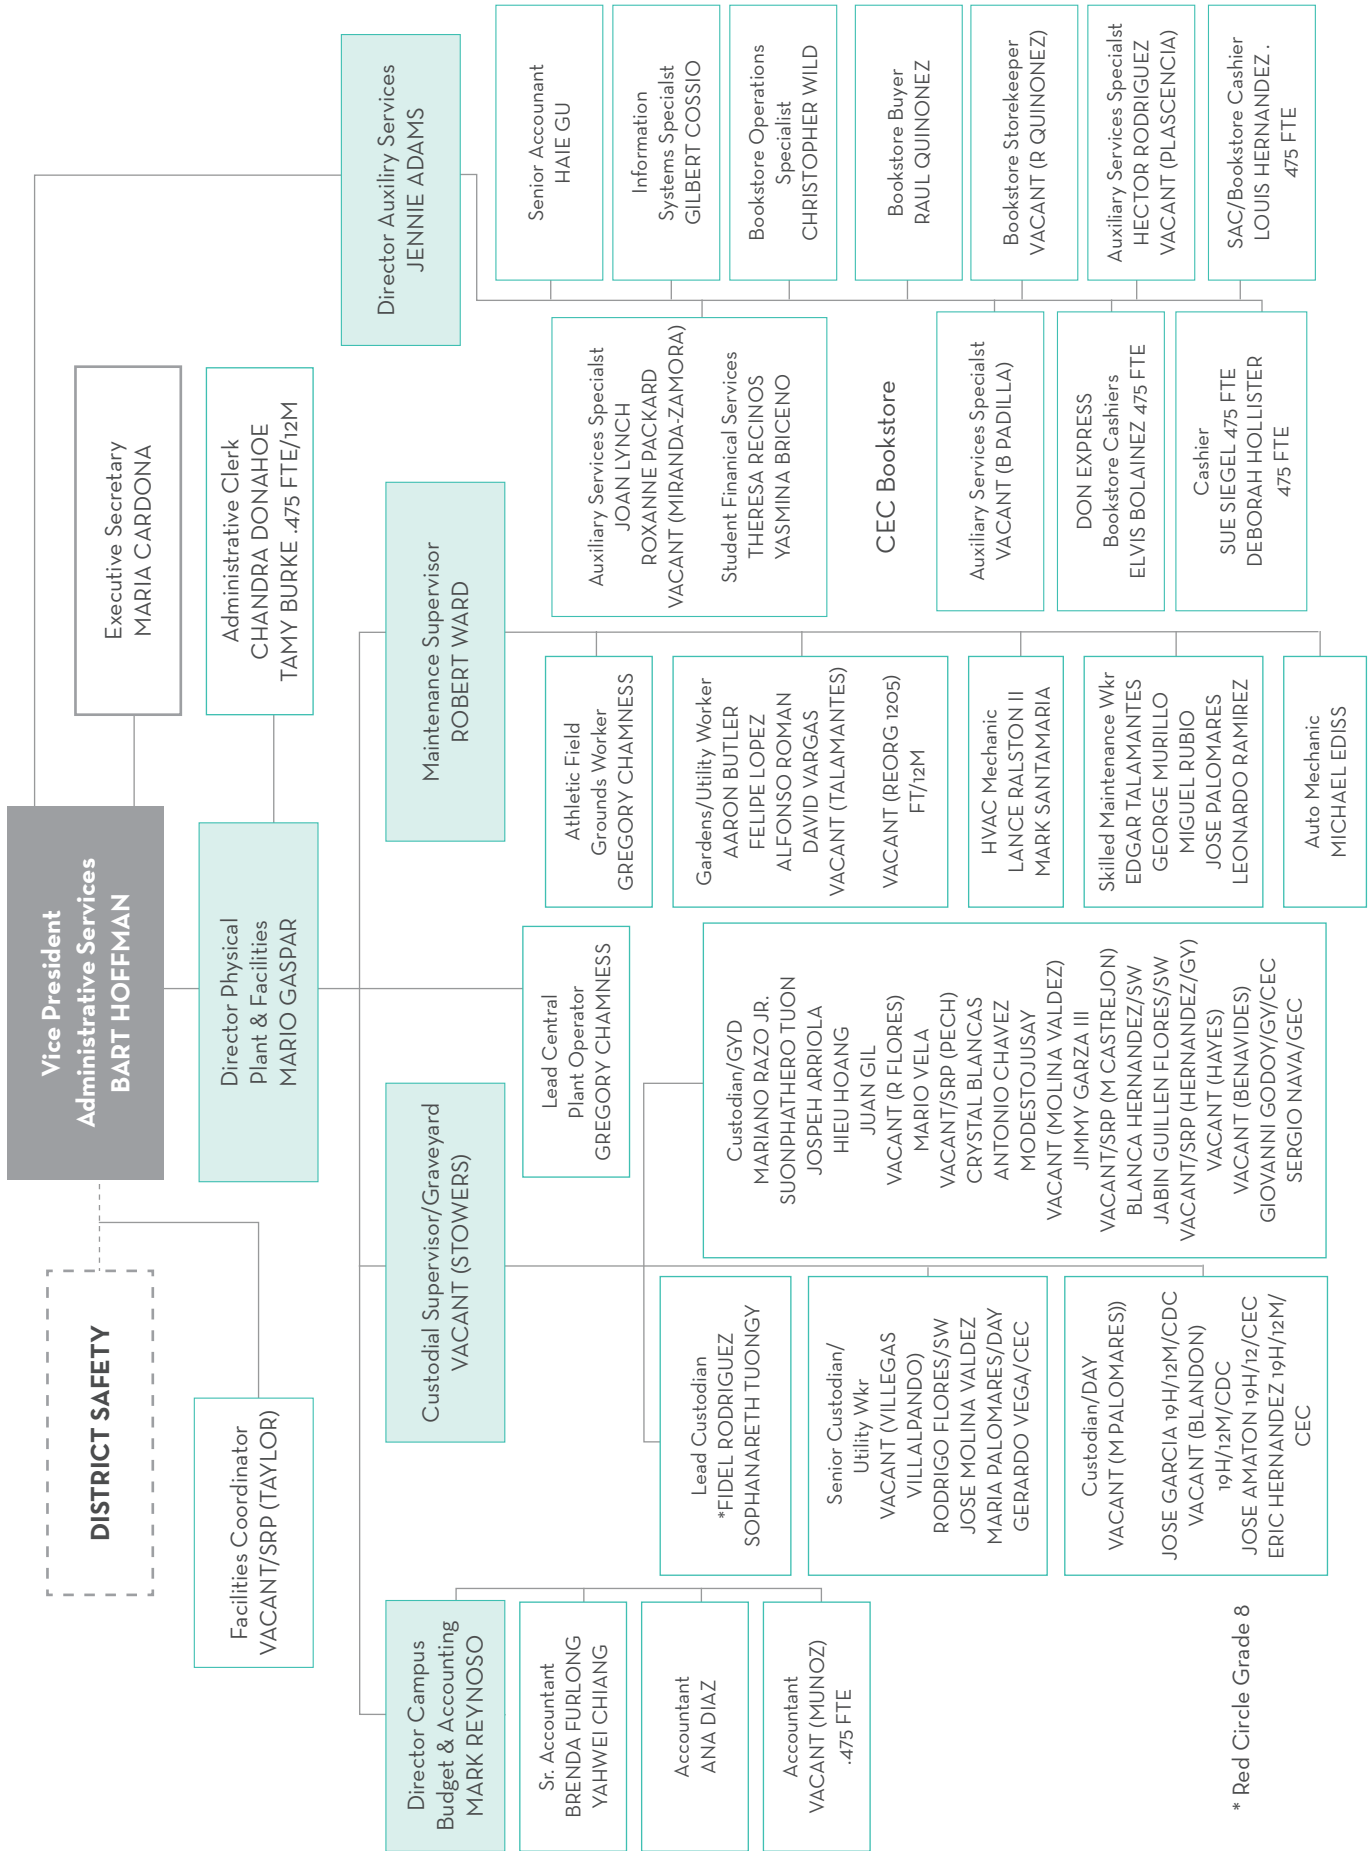 Vice President
Administrative Services
BART HOFFMAN
DISTRICT SAFETY
Executive Secretary
MARIA CARDONA
Facilities Coordinator
VACANT/SRP (TAYLOR)
Director Physical
Plant & Facilities
MARIO GASPAR
Administrative Clerk
CHANDRA DONAHOE
TAMY BURKE .475 FTE/12M
Director Campus
Budget & Accounting
MARK REYNOSO
Custodial Supervisor/Graveyard
VACANT (STOWERS)
Maintenance Supervisor
ROBERT WARD
Director Auxiliry Services
JENNIE ADAMS
Sr. Accountant
BRENDA FURLONG
YAHWEI CHIANG
Accountant
ANA DIAZ
Accountant
VACANT (MUNOZ)
.475 FTE
Lead Central
Plant Operator
GREGORY CHAMNESS
Lead Custodian
*FIDEL RODRIGUEZ
SOPHANARETH TUONGY
Senior Custodian/
Utility Wkr
VACANT (VILLEGAS
VILLALPANDO)
RODRIGO FLORES/SW
JOSE MOLINA VALDEZ
MARIA PALOMARES/DAY
GERARDO VEGA/CEC
Custodian/DAY
VACANT (M PALOMARES))
JOSE GARCIA 19H/12M/CDC
VACANT (BLANDON)
19H/12M/CDC
JOSE AMATON 19H/12/CEC
ERIC HERNANDEZ 19H/12M/
CEC
Custodian/GYD
MARIANO RAZO JR.
SUONPHATHERO TUON
JOSPEH ARRIOLA
HIEU HOANG
JUAN GIL
VACANT (R FLORES)
MARIO VELA
VACANT/SRP (PECH)
CRYSTAL BLANCAS
ANTONIO CHAVEZ
MODESTOJUSAY
VACANT (MOLINA VALDEZ)
JIMMY GARZA III
VACANT/SRP (M CASTREJON)
BLANCA HERNANDEZ/SW
JABIN GUILLEN FLORES/SW
VACANT/SRP (HERNANDEZ/GY)
VACANT (HAYES)
VACANT (BENAVIDES)
GIOVANNI GODOY/GY/CEC
SERGIO NAVA/GEC
Athletic Field
Grounds Worker
GREGORY CHAMNESS
Gardens/Utility Worker
AARON BUTLER
FELIPE LOPEZ
ALFONSO ROMAN
DAVID VARGAS
VACANT (TALAMANTES)
VACANT (REORG 1205)
FT/12M
HVAC Mechanic
LANCE RALSTON II
MARK SANTAMARIA
Skilled Maintenance Wkr
EDGAR TALAMANTES
GEORGE MURILLO
MIGUEL RUBIO
JOSE PALOMARES
LEONARDO RAMIREZ
Auto Mechanic
MICHAEL EDISS
Auxiliary Services Specialst
JOAN LYNCH
ROXANNE PACKARD
VACANT (MIRANDA-ZAMORA)
Student Finanical Services
THERESA RECINOS
YASMINA BRICENO
CEC Bookstore
Auxiliary Services Specialst
VACANT (B PADILLA)
DON EXPRESS
Bookstore Cashiers
ELVIS BOLAINEZ 475 FTE
Cashier
SUE SIEGEL 475 FTE
DEBORAH HOLLISTER
475 FTE
Senior Accounant
HAIE GU
Information
Systems Specialst
GILBERT COSSIO
Bookstore Operations
Specialist
CHRISTOPHER WILD
Bookstore Buyer
RAUL QUINONEZ
Bookstore Storekeeper
VACANT (R QUINONEZ)
Auxiliary Services Specialst
HECTOR RODRIGUEZ
VACANT (PLASCENCIA)
SAC/Bookstore Cashier
LOUIS HERNANDEZ .
475 FTE
* Red Circle Grade 8